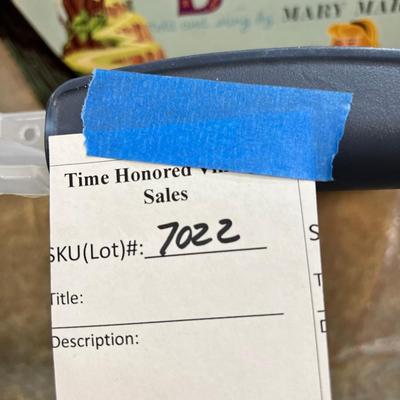 MARY MAR
Time Honored
Sales
SKU(Lot)#: 7022
Title:
Description: